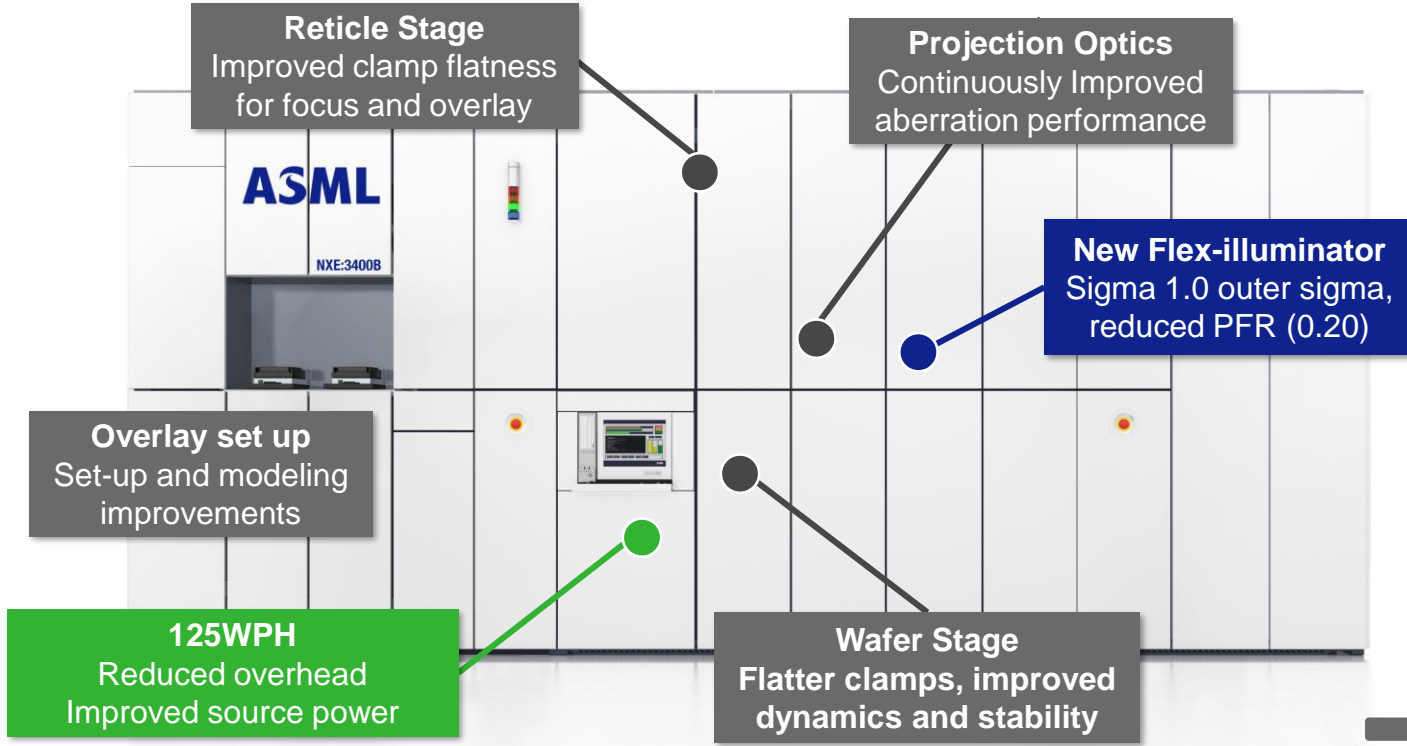 Reticle Stage
Improved clamp flatness
for focus and overlay
Projection Optics
Continuously Improved
aberration performance
ASML
NXE:3400B
New Flex-illuminator
Sigma 1.0 outer sigma,
reduced PFR (0.20)
Overlay set up
Set-up and modeling
improvements
125WPH
Reduced overhead
Improved source power
Wafer Stage
Flatter clamps, improved
dynamics and stability